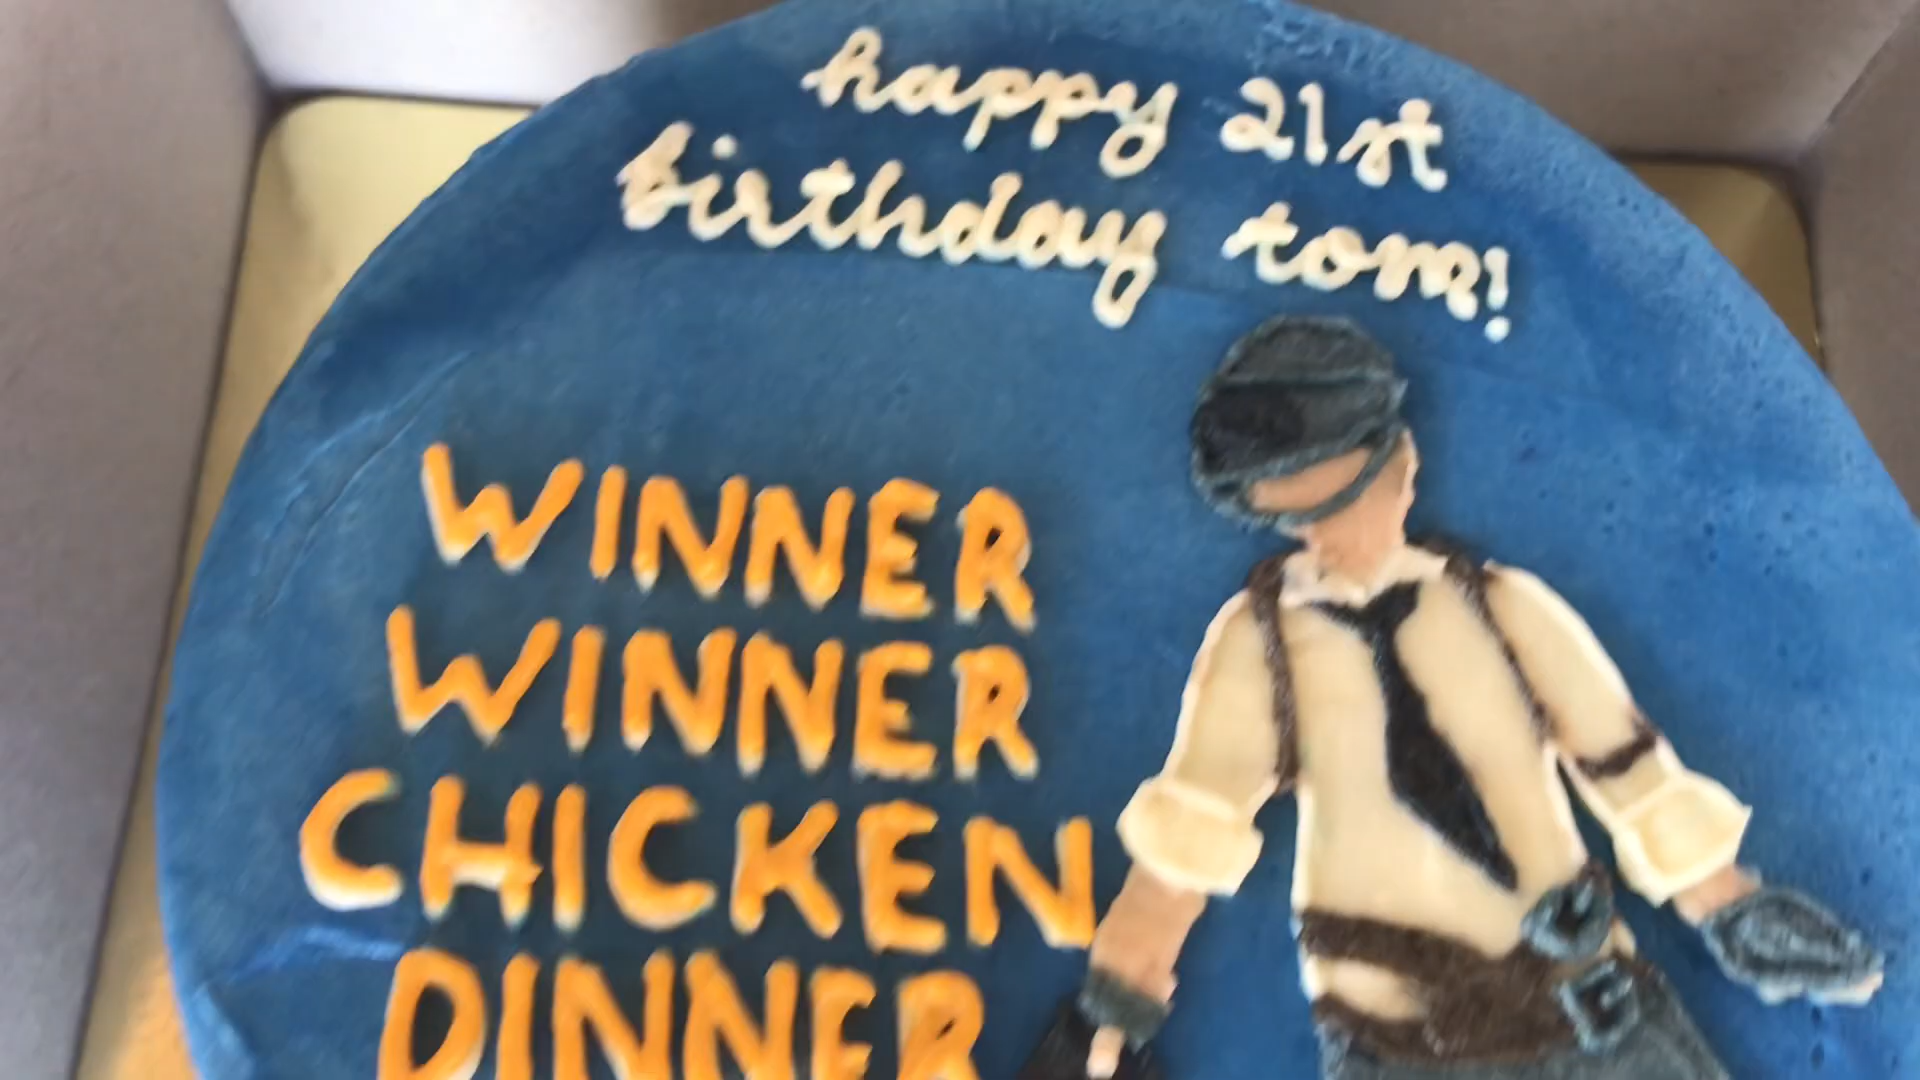 happy 21st
birthday tom!
WINNER
WINNER
CHICKEN
DINNER